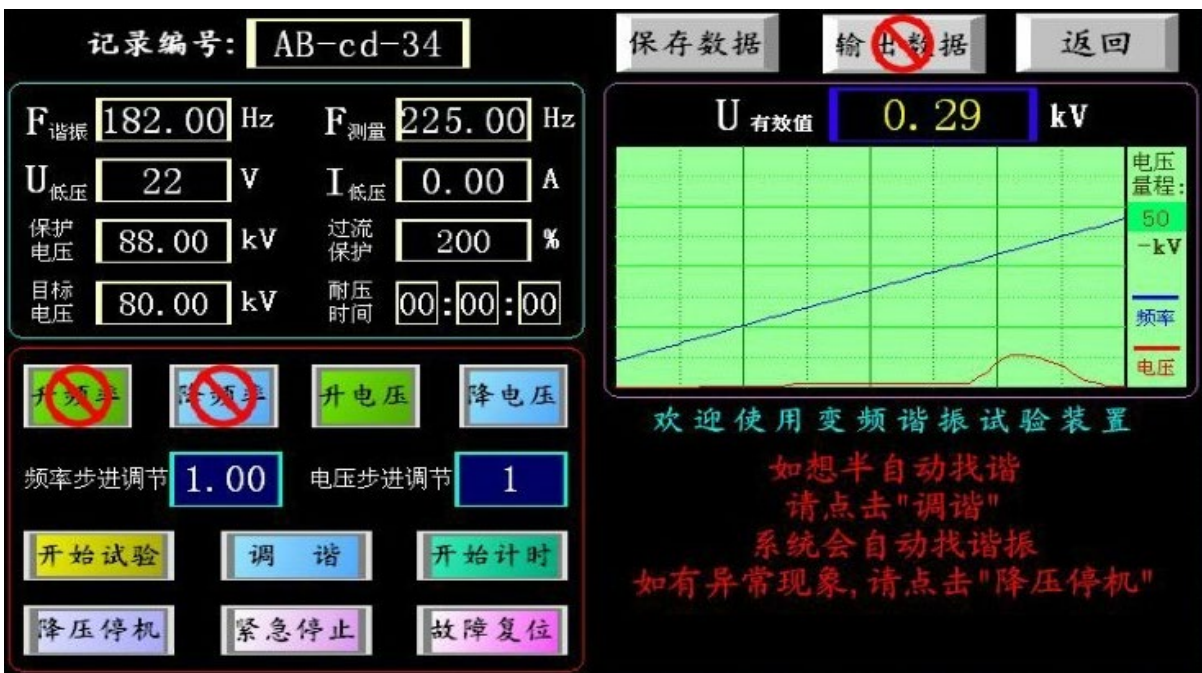 记录编号: AB-cd-34 保存数据 输出数据 返回
F谐振 182.00 Hz F测量 225.00 Hz
U低压 22 V I低压 0.00 A
保护电压 88.00 kV 过流保护 200 %
目标电压 80.00 kV 耐压时间 00:00:00
U有效值 0.29 kV
电压
量程:
50
-kV
频率
电压
升频率 降频率 升电压 降电压
频率步进调节 1.00 电压步进调节 1
开始试验 调 谐 开始计时
降压停机 紧急停止 故障复位
欢迎使用变频谐振试验装置
如想半自动找谐
请点击"调谐"
系统会自动找谐振
如有异常现象,请点击"降压停机"